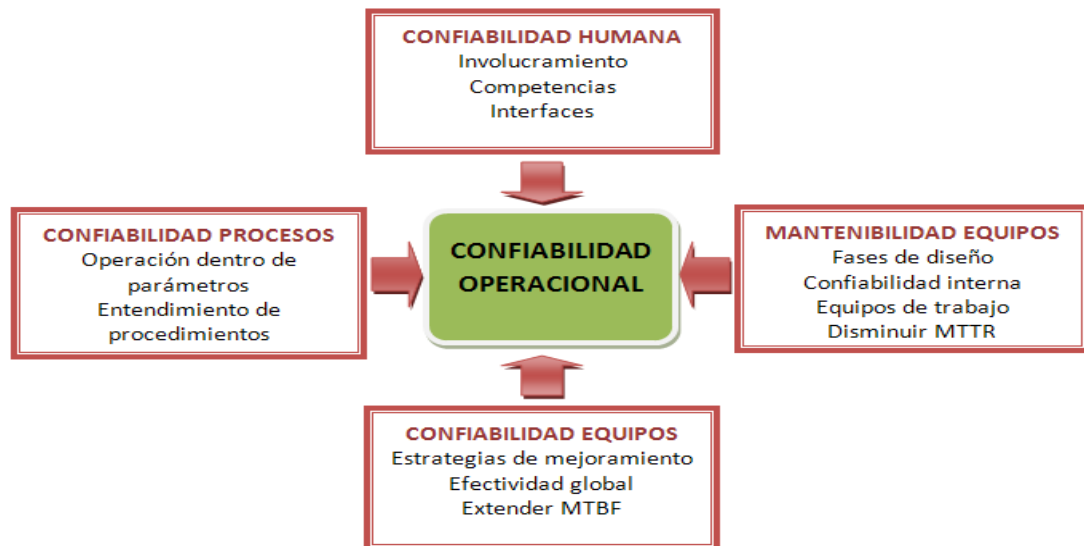 CONFIABILIDAD HUMANA
Involucramiento
Competencias
Interfaces
CONFIABILIDAD PROCESOS
Operación dentro de
parámetros
Entendimiento de
procedimientos
CONFIABILIDAD
OPERACIONAL
MANTENIBILIDAD EQUIPOS
Fases de diseño
Confiabilidad interna
Equipos de trabajo
Disminuir MTTR
CONFIABILIDAD EQUIPOS
Estrategias de mejoramiento
Efectividad global
Extender MTBF